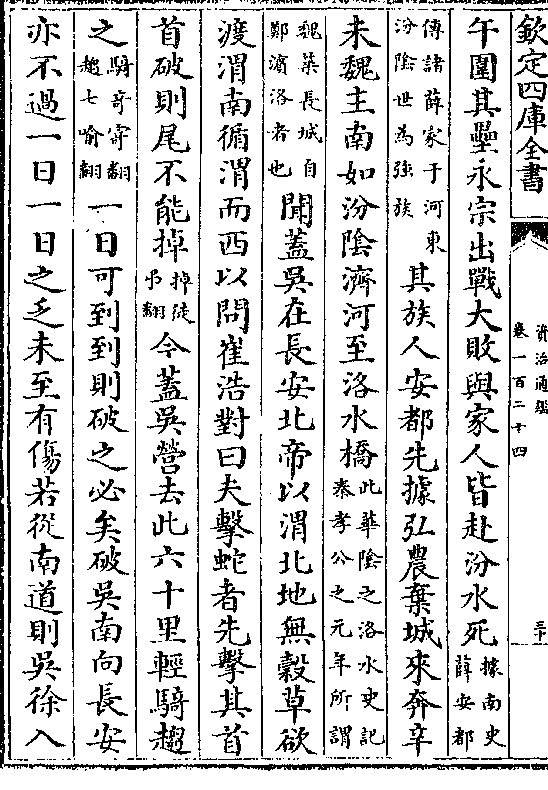 欽定四庫全書
資治通鑑
卷一百二十四
三十
午圍其壘永宗出戰大敗與家人皆赴汾水死據南史薛安都
傳諸薛家于河東汾陰世為強族其族人安都先據弘農棄城來奔辛
未魏主南如汾陰濟河至洛水橋此華隂之洛水史記秦孝公之元年所謂
魏築長城自鄭濱洛者也聞蓋吳在長安北帝以渭北地無穀草欲
渡渭南循渭而西以問崔浩對曰夫擊蛇者先擊其首
首破則尾不能掉掉徒弔翻今蓋吳營去此六十里輕騎趨
之騎奇寄翻趨七喻翻一日可到到則破之必矣破吳南向長安
亦不過一日一日之乏未至有傷若從南道則吳徐入